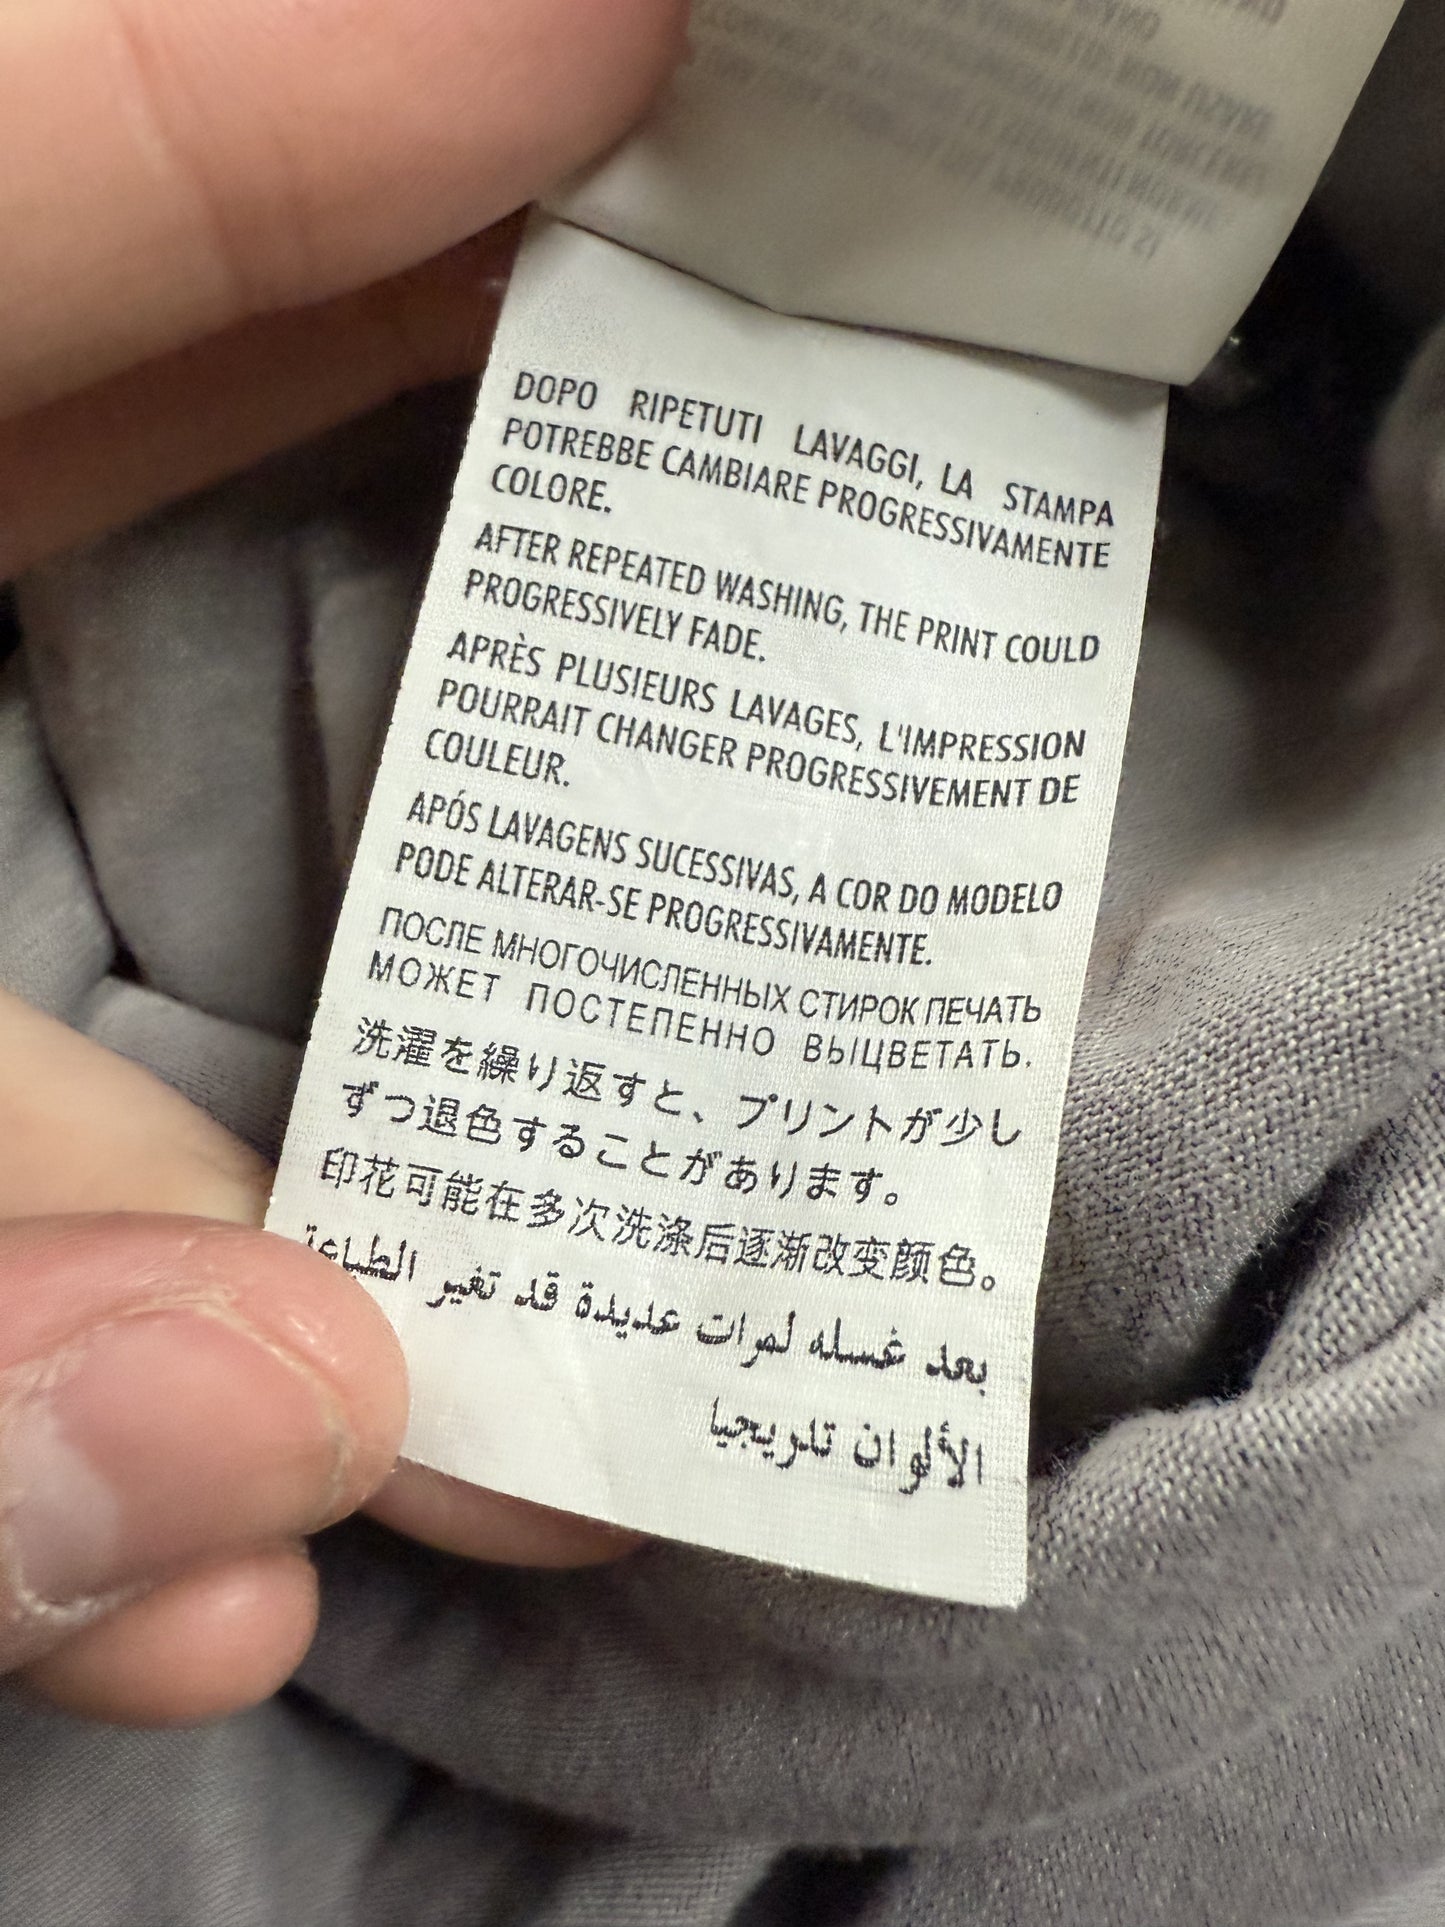 DOPO RIPETUTI LAVAGGI, LA STAMPA
POTREBBE CAMBIARE PROGRESSIVAMENTE
COLORE.
AFTER REPEATED WASHING, THE PRINT COULD
PROGRESSIVELY FADE.
APRÈS PLUSIEURS LAVAGES, L'IMPRESSION
POURRAIT CHANGER PROGRESSIVEMENT DE
COULEUR.
APÓS LAVAGENS SUCESSIVAS, A COR DO MODELO
PODE ALTERAR-SE PROGRESSIVAMENTE.
ПОСЛЕ МНОГОЧИСЛЕННЫХ СТИРОК ПЕЧАТЬ
МОЖЕТ ПОСТЕПЕННО ВЫЦВЕТАТЬ.
洗濯を繰り返すと、プリントが少し
ずつ退色することがあります。
印花可能在多次洗涤后逐渐改变颜色。
بعد غسله لمرات عديدة قد تغير الطباعة
الألوان تدريجيا